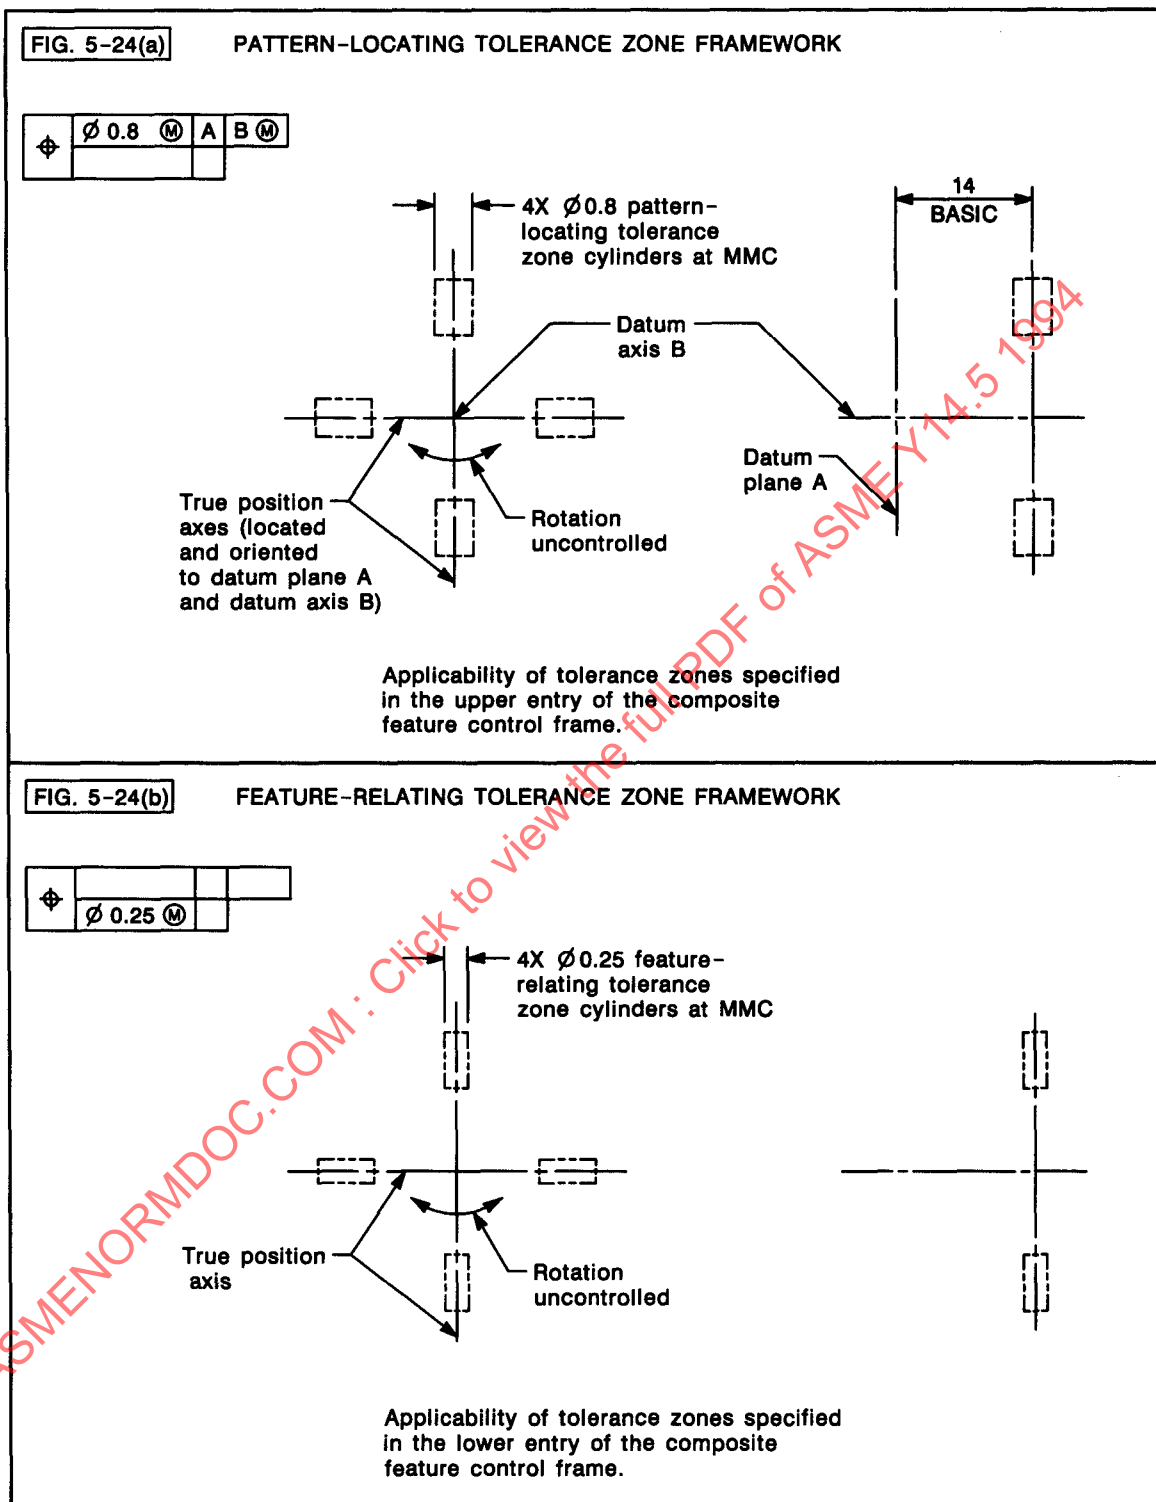 FIG. 5-24(a)
PATTERN-LOCATING TOLERANCE ZONE FRAMEWORK
⌖ Ø 0.8 Ⓜ A B Ⓜ
4X Ø0.8 pattern-
locating tolerance
zone cylinders at MMC
14
BASIC
Datum
axis B
Datum
plane A
True position
axes (located
and oriented
to datum plane A
and datum axis B)
Rotation
uncontrolled
Applicability of tolerance zones specified
in the upper entry of the composite
feature control frame.
FIG. 5-24(b)
FEATURE-RELATING TOLERANCE ZONE FRAMEWORK
⌖ Ø 0.25 Ⓜ
4X Ø0.25 feature-
relating tolerance
zone cylinders at MMC
True position
axis
Rotation
uncontrolled
Applicability of tolerance zones specified
in the lower entry of the composite
feature control frame.
ASMENORMDOC.COM : Click to view the full PDF of ASME Y14.5 1994